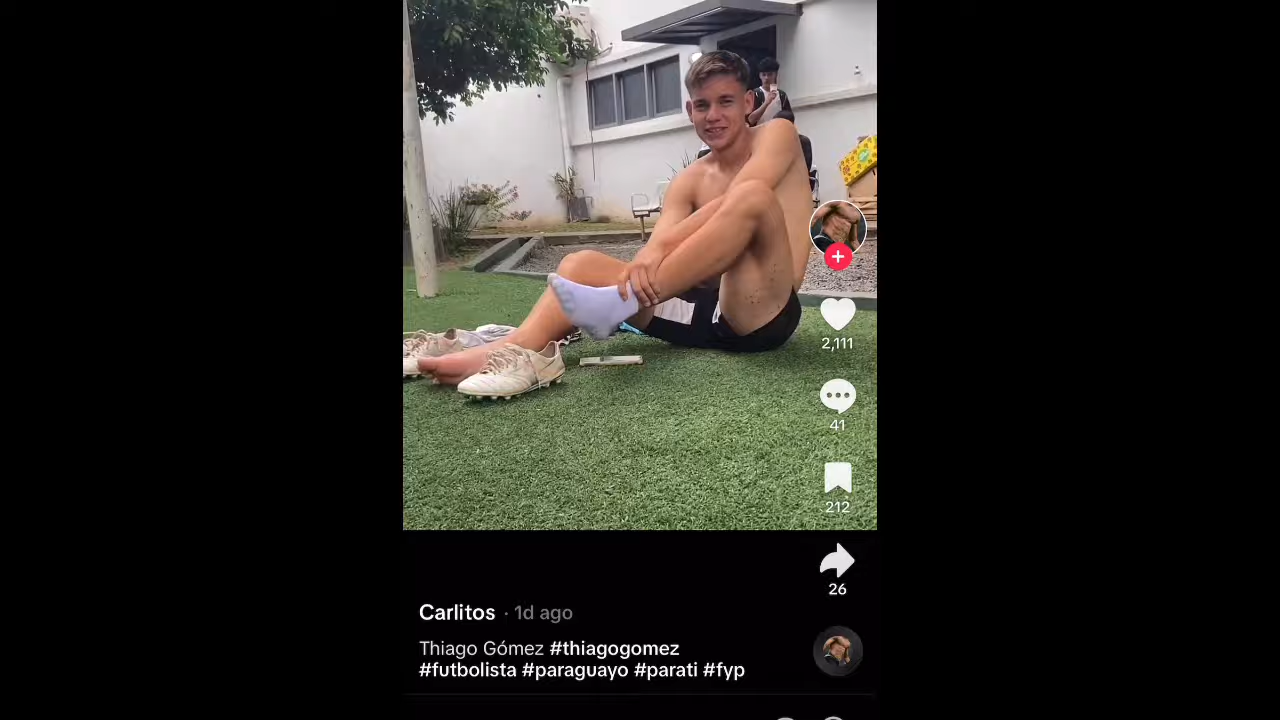 2,111
41
212
26
Carlitos · 1d ago
Thiago Gómez #thiagogomez
#futbolista #paraguayo #parati #fyp